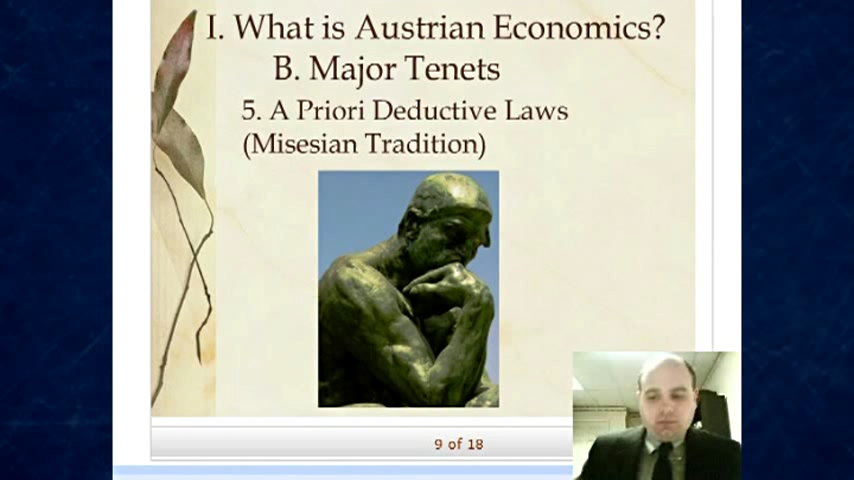 I. What is Austrian Economics?
B. Major Tenets
5. A Priori Deductive Laws
(Misesian Tradition)
9 of 18